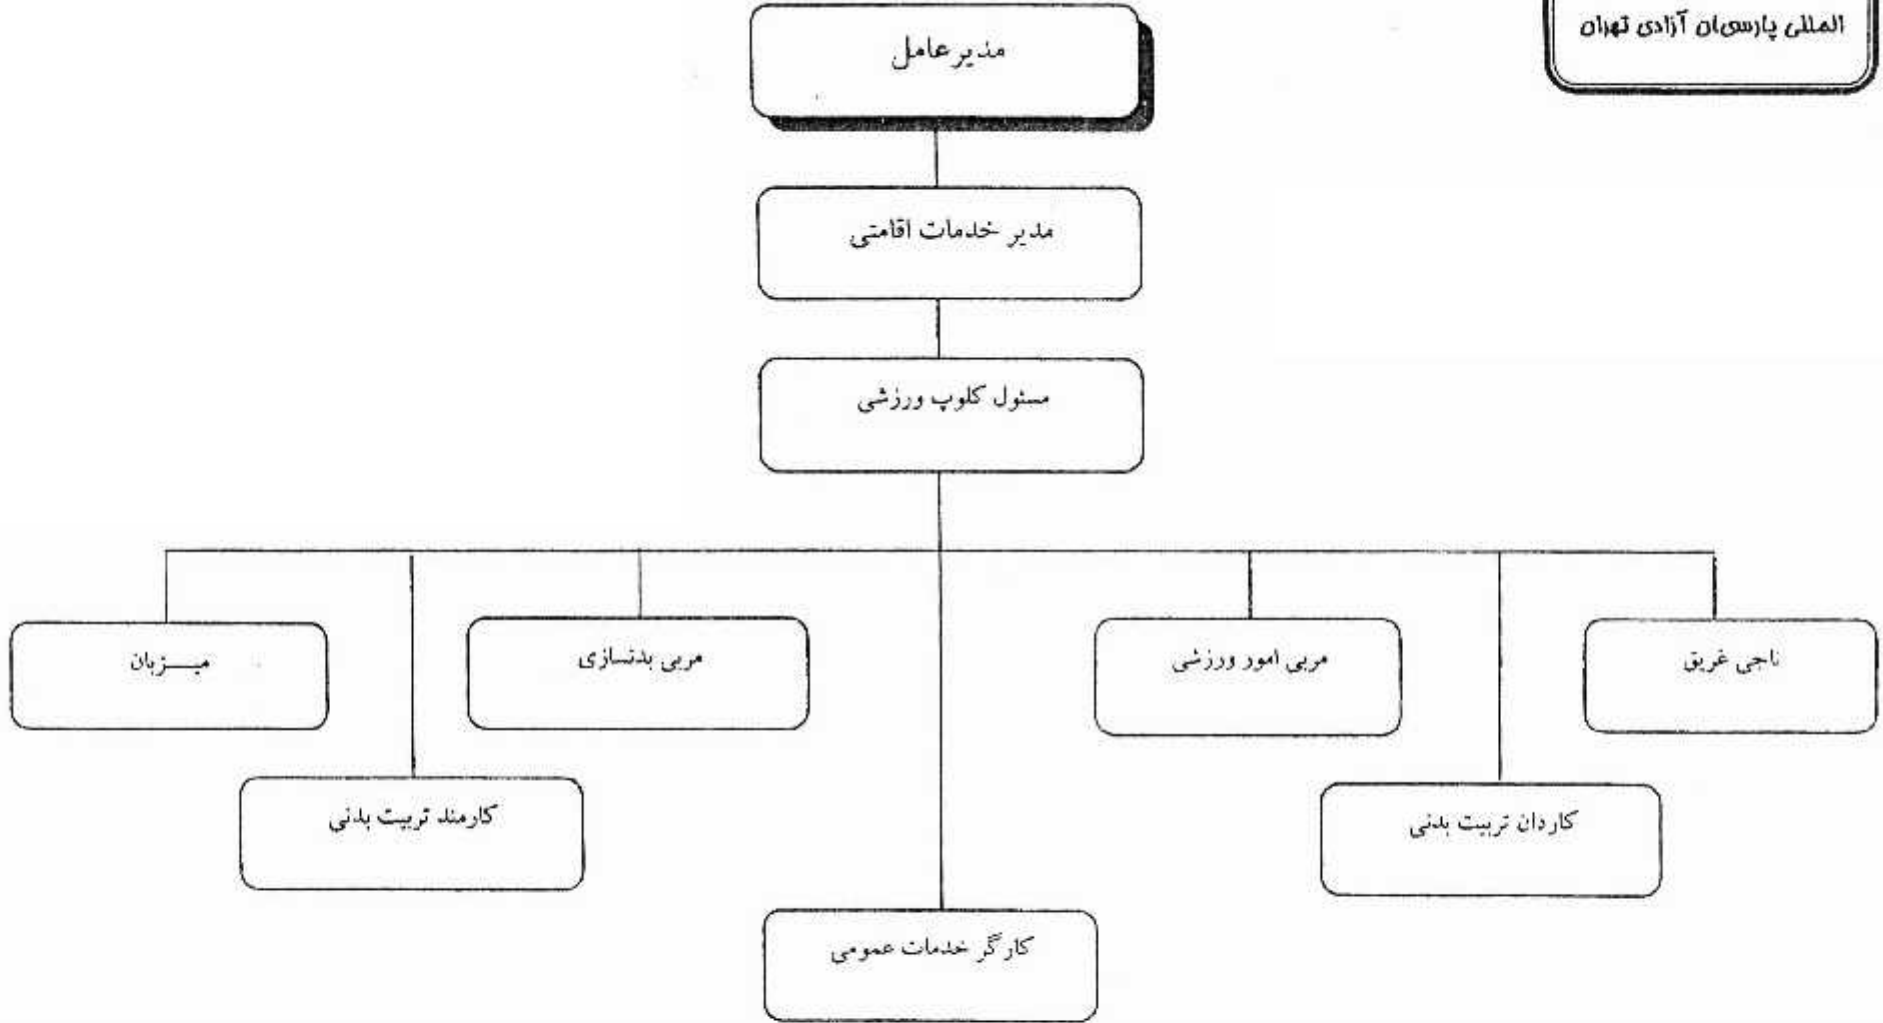 المللی پارسیان آزادی تهران
مدیر عامل
مدیر خدمات اقامتی
مسئول کلوپ ورزشی
ناجی غریق
مربی امور ورزشی
مربی بدنسازی
میـــزبان
کاردان تربیت بدنی
کارمند تربیت بدنی
کارگر خدمات عمومی